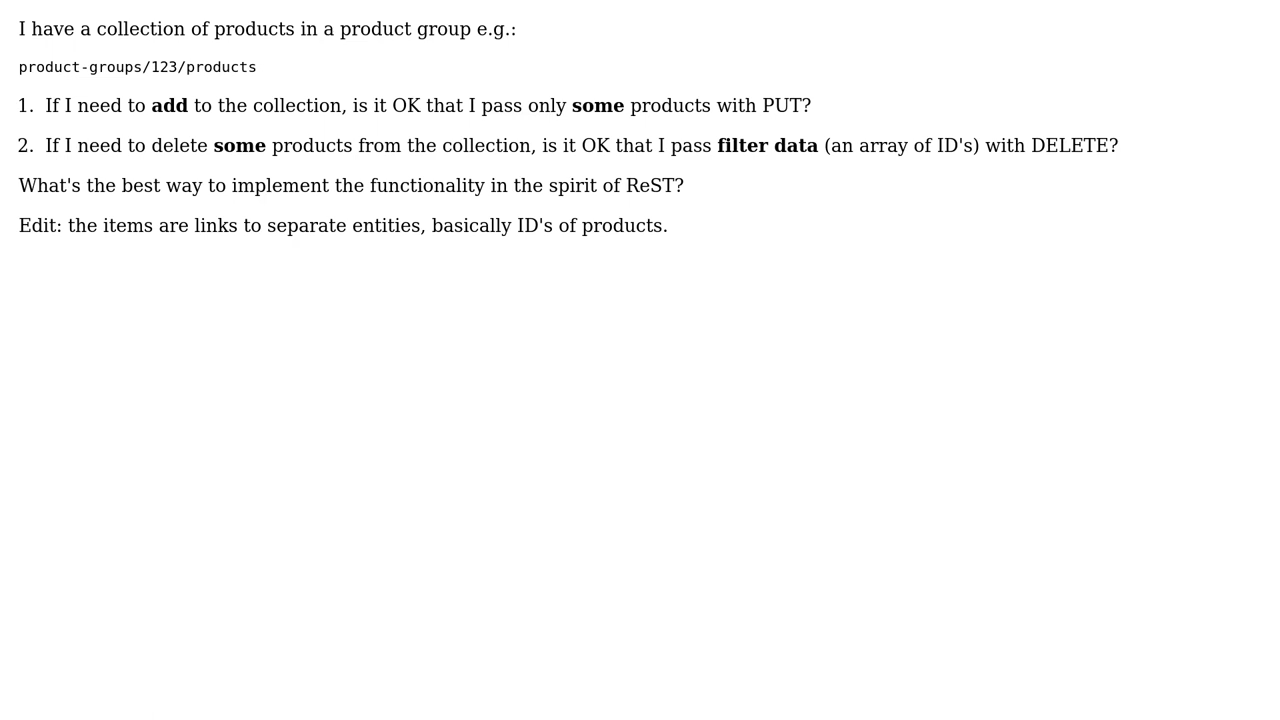 I have a collection of products in a product group e.g.:
product-groups/123/products
1. If I need to add to the collection, is it OK that I pass only some products with PUT?
2. If I need to delete some products from the collection, is it OK that I pass filter data (an array of ID's) with DELETE?
What's the best way to implement the functionality in the spirit of ReST?
Edit: the items are links to separate entities, basically ID's of products.